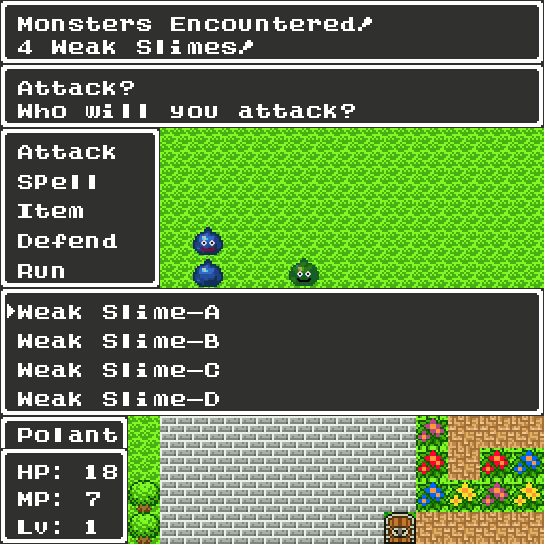 Monsters Encountered!
4 Weak Slimes!
Attack?
Who will you attack?
Attack
SPell
Item
Defend
Run
Weak Slime—A
Weak Slime—B
Weak Slime—C
Weak Slime—D
Polant
HP: 18
MP: 7
Lv: 1